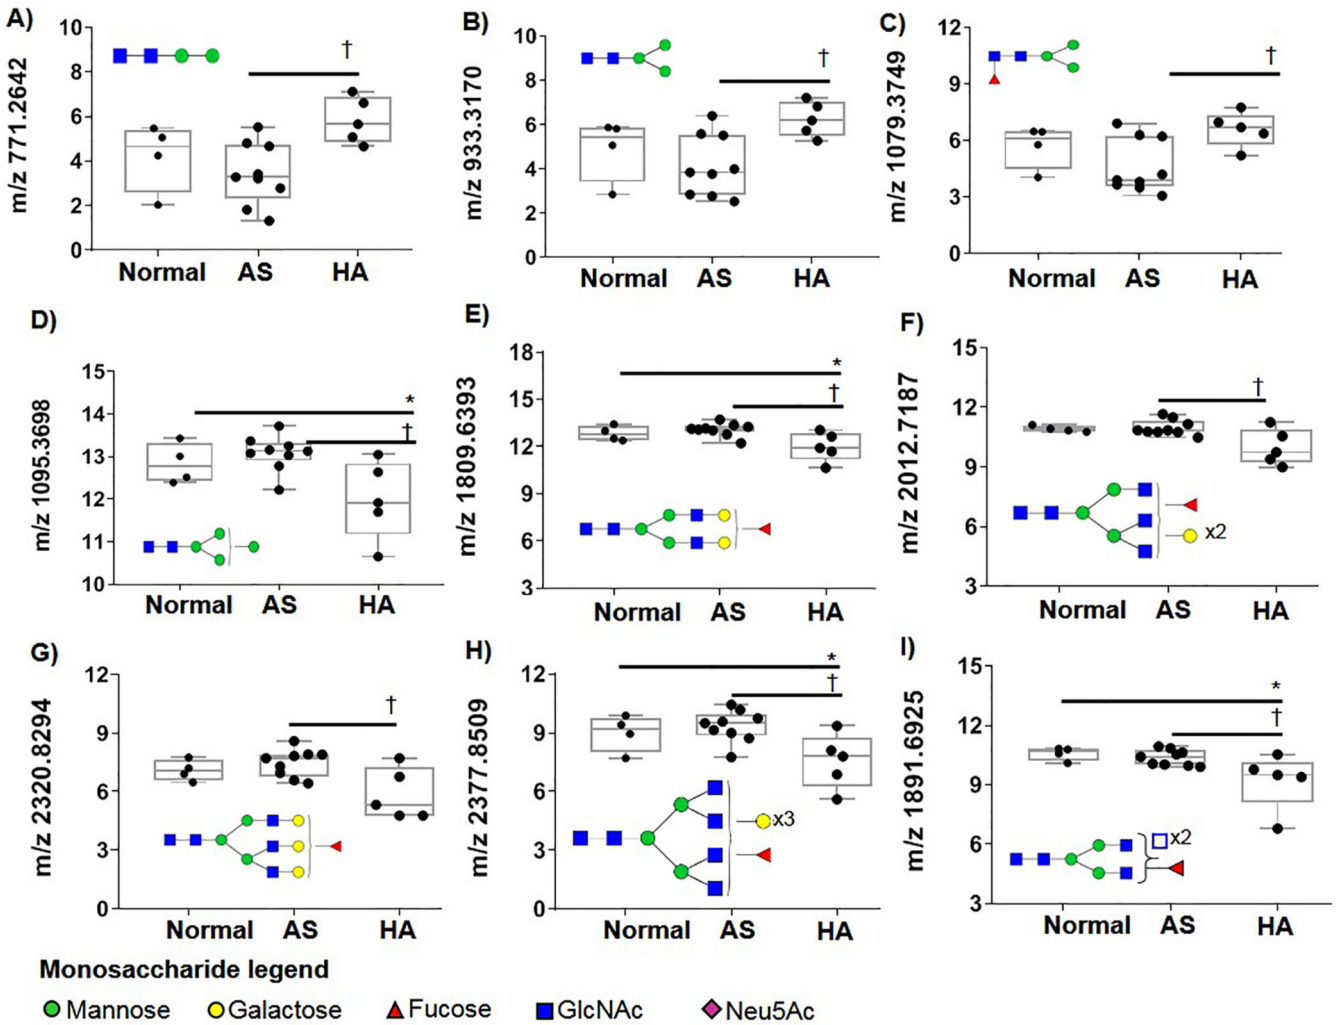 A)
m/z 771.2642
10
8
6
4
2
0
†
Normal AS HA
B)
m/z 933.3170
10
8
6
4
2
0
†
Normal AS HA
C)
m/z 1079.3749
12
9
6
3
0
†
Normal AS HA
D)
m/z 1095.3698
15
14
13
12
11
10
*
†
Normal AS HA
E)
m/z 1809.6393
18
15
12
9
6
3
*
†
Normal AS HA
F)
m/z 2012.7187
15
12
9
6
3
†
x2
Normal AS HA
G)
m/z 2320.8294
12
9
6
3
0
†
Normal AS HA
H)
m/z 2377.8509
12
9
6
3
0
*
†
x3
Normal AS HA
I)
m/z 1891.6925
15
12
9
6
3
*
†
x2
Normal AS HA
Monosaccharide legend
Mannose Galactose Fucose GlcNAc Neu5Ac